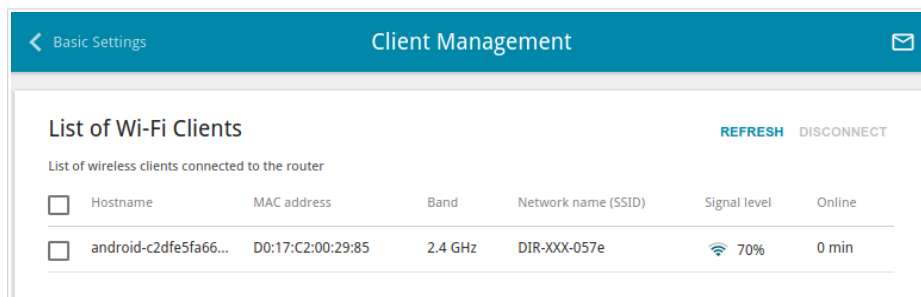 Basic Settings Client Management
List of Wi-Fi Clients REFRESH DISCONNECT
List of wireless clients connected to the router
Hostname MAC address Band Network name (SSID) Signal level Online
android-c2dfe5fa66... D0:17:C2:00:29:85 2.4 GHz DIR-XXX-057e 70% 0 min